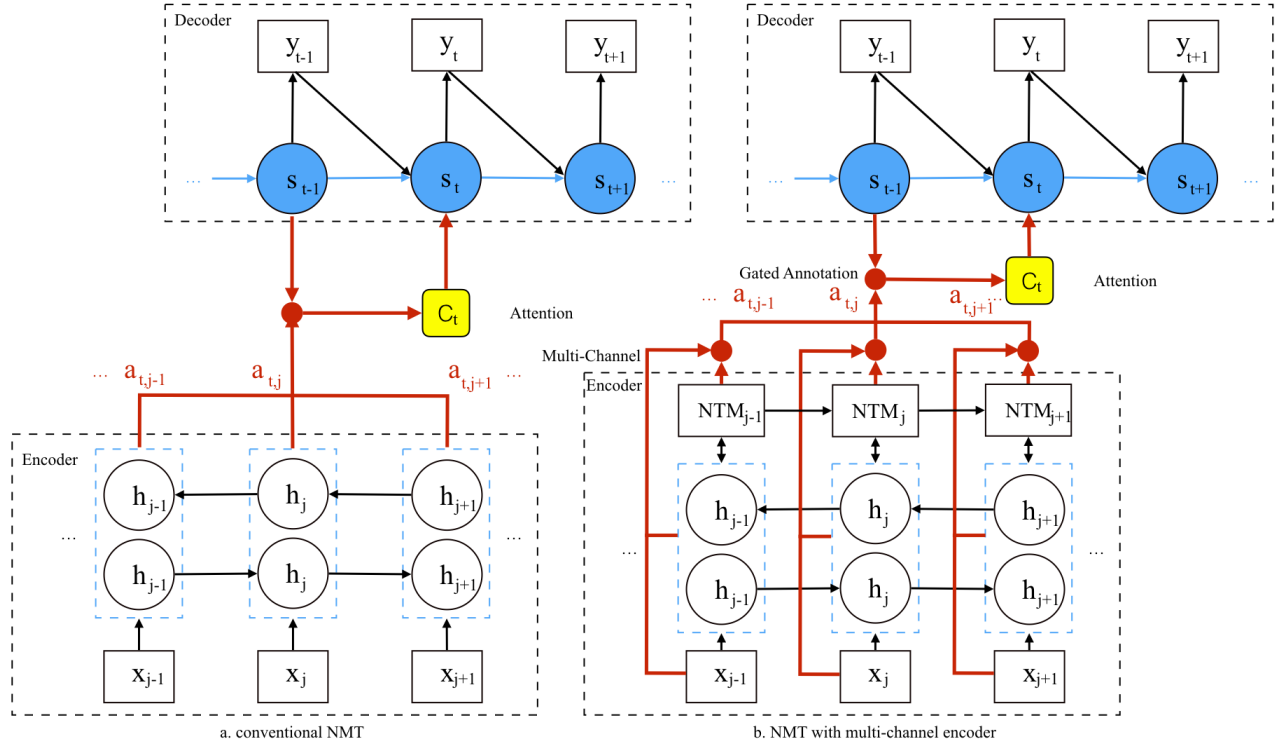 Decoder
y t-1
y t
y t+1
...
s t-1
s t
s t+1
...
C t
Attention
... a t,j-1
a t,j
a t,j+1 ...
Encoder
h j-1
h j
h j+1
...
...
h j-1
h j
h j+1
x j-1
x j
x j+1
a. conventional NMT
Decoder
y t-1
y t
y t+1
...
s t-1
s t
s t+1
...
Gated Annotation
C t
Attention
... a t,j-1
a t,j
a t,j+1 ...
Multi-Channel
Encoder
NTM j-1
NTM j
NTM j+1
h j-1
h j
h j+1
...
...
h j-1
h j
h j+1
x j-1
x j
x j+1
b. NMT with multi-channel encoder